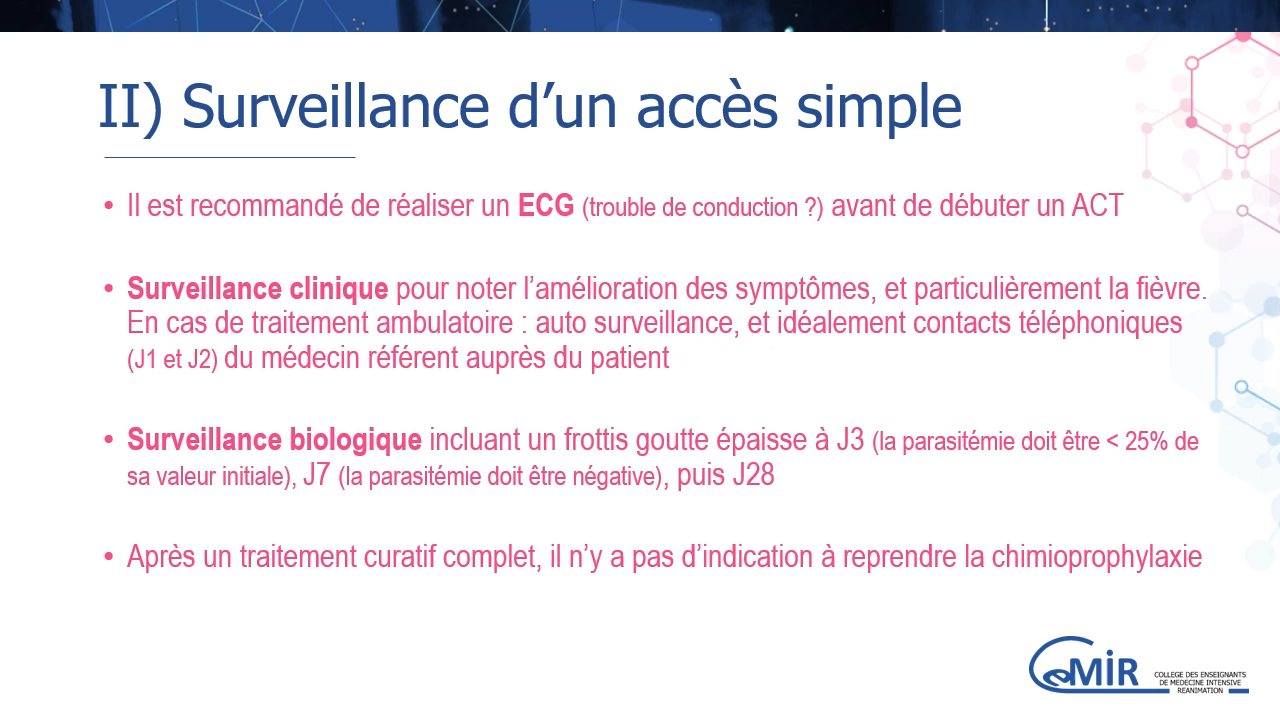 II) Surveillance d’un accès simple
• Il est recommandé de réaliser un ECG (trouble de conduction ?) avant de débuter un ACT
• Surveillance clinique pour noter l’amélioration des symptômes, et particulièrement la fièvre.
En cas de traitement ambulatoire : auto surveillance, et idéalement contacts téléphoniques
(J1 et J2) du médecin référent auprès du patient
• Surveillance biologique incluant un frottis goutte épaisse à J3 (la parasitémie doit être < 25% de
sa valeur initiale), J7 (la parasitémie doit être négative), puis J28
• Après un traitement curatif complet, il n’y a pas d’indication à reprendre la chimioprophylaxie
CeMIR
COLLEGE DES ENSEIGNANTS
DE MEDECINE INTENSIVE
REANIMATION